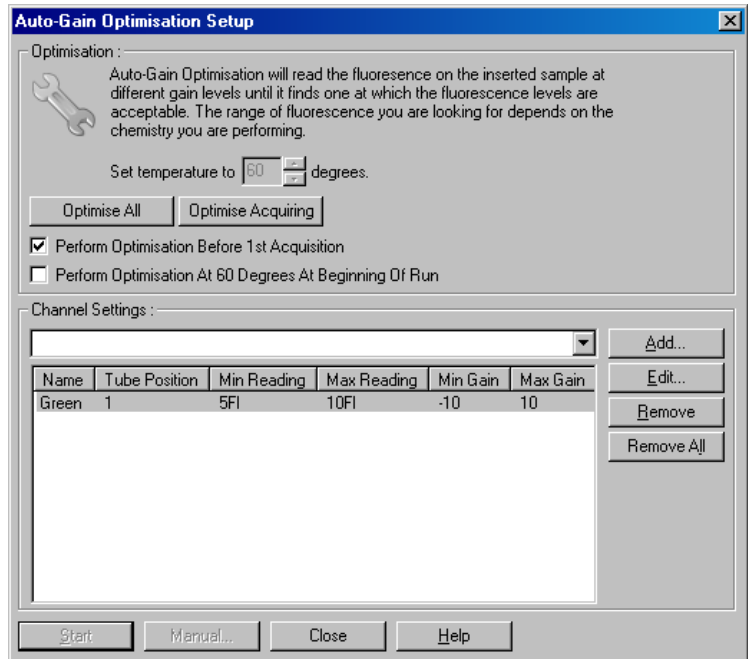 Auto-Gain Optimisation Setup
Optimisation :
Auto-Gain Optimisation will read the fluoresence on the inserted sample at
different gain levels until it finds one at which the fluorescence levels are
acceptable. The range of fluorescence you are looking for depends on the
chemistry you are performing.
Set temperature to 60 degrees.
Optimise All Optimise Acquiring
Perform Optimisation Before 1st Acquisition
Perform Optimisation At 60 Degrees At Beginning Of Run
Channel Settings :
Add...
Name Tube Position Min Reading Max Reading Min Gain Max Gain Edit...
Green 1 5Fl 10Fl -10 10
Remove
Remove All
Start Manual... Close Help